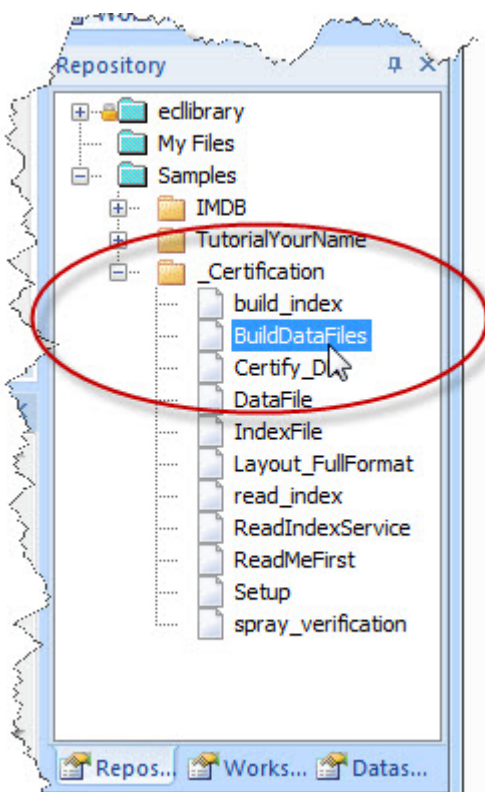 Repository
ecllibrary
My Files
Samples
IMDB
TutorialYourName
_Certification
build_index
BuildDataFiles
Certify_D
DataFile
IndexFile
Layout_FullFormat
read_index
ReadIndexService
ReadMeFirst
Setup
spray_verification
Repos... Works... Datas...